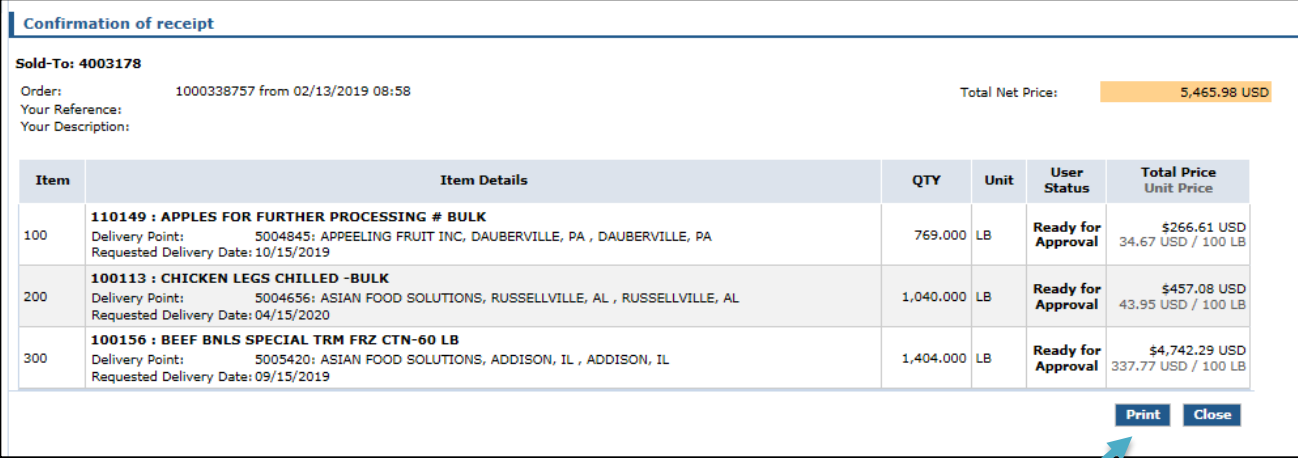 Confirmation of receipt
Sold-To: 4003178
Order: 1000338757 from 02/13/2019 08:58 Total Net Price: 5,465.98 USD
Your Reference:
Your Description:
Item Item Details QTY Unit User Status Total Price Unit Price
110149 : APPLES FOR FURTHER PROCESSING # BULK
100 Delivery Point: 5004845: APPEELING FRUIT INC, DAUBERVILLE, PA , DAUBERVILLE, PA 769.000 LB Ready for Approval $266.61 USD 34.67 USD / 100 LB
Requested Delivery Date: 10/15/2019
100113 : CHICKEN LEGS CHILLED -BULK
200 Delivery Point: 5004656: ASIAN FOOD SOLUTIONS, RUSSELLVILLE, AL , RUSSELLVILLE, AL 1,040.000 LB Ready for Approval $457.08 USD 43.95 USD / 100 LB
Requested Delivery Date: 04/15/2020
100156 : BEEF BNLS SPECIAL TRM FRZ CTN-60 LB
300 Delivery Point: 5005420: ASIAN FOOD SOLUTIONS, ADDISON, IL , ADDISON, IL 1,404.000 LB Ready for Approval $4,742.29 USD 337.77 USD / 100 LB
Requested Delivery Date: 09/15/2019
Print Close